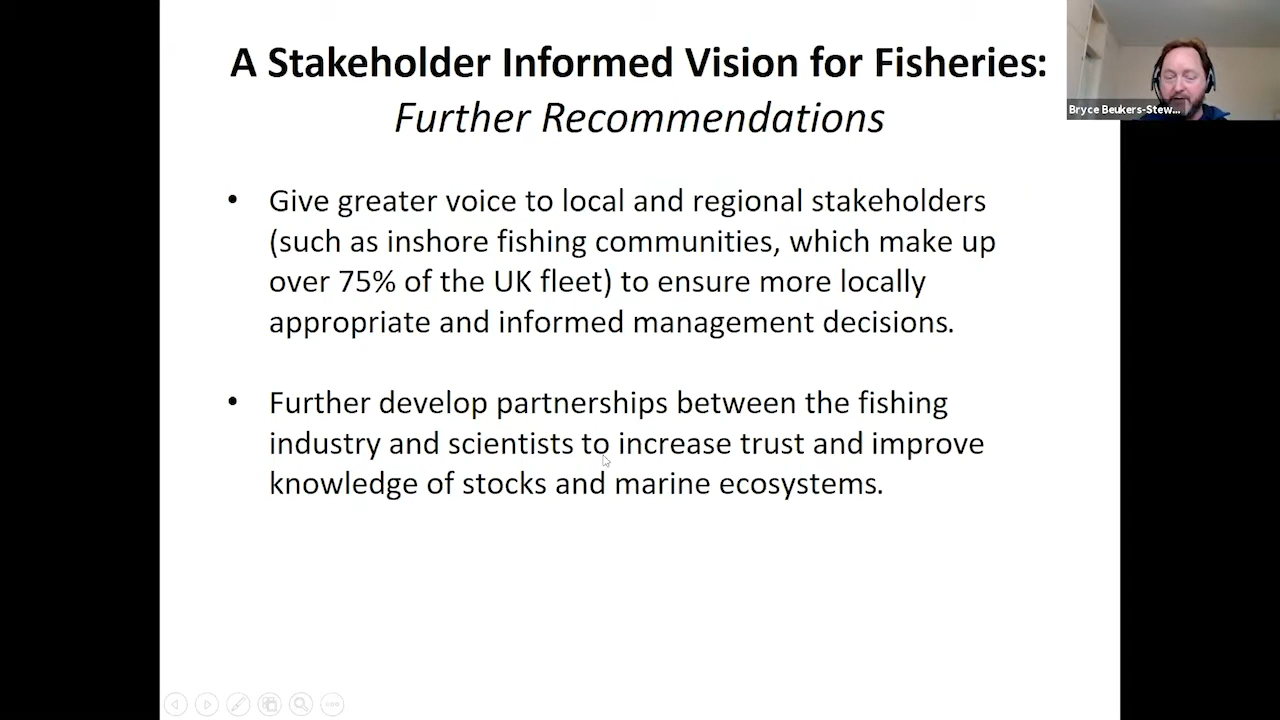 A Stakeholder Informed Vision for Fisheries:
Further Recommendations
Bryce Beukers-Stew...
• Give greater voice to local and regional stakeholders
(such as inshore fishing communities, which make up
over 75% of the UK fleet) to ensure more locally
appropriate and informed management decisions.
• Further develop partnerships between the fishing
industry and scientists to increase trust and improve
knowledge of stocks and marine ecosystems.